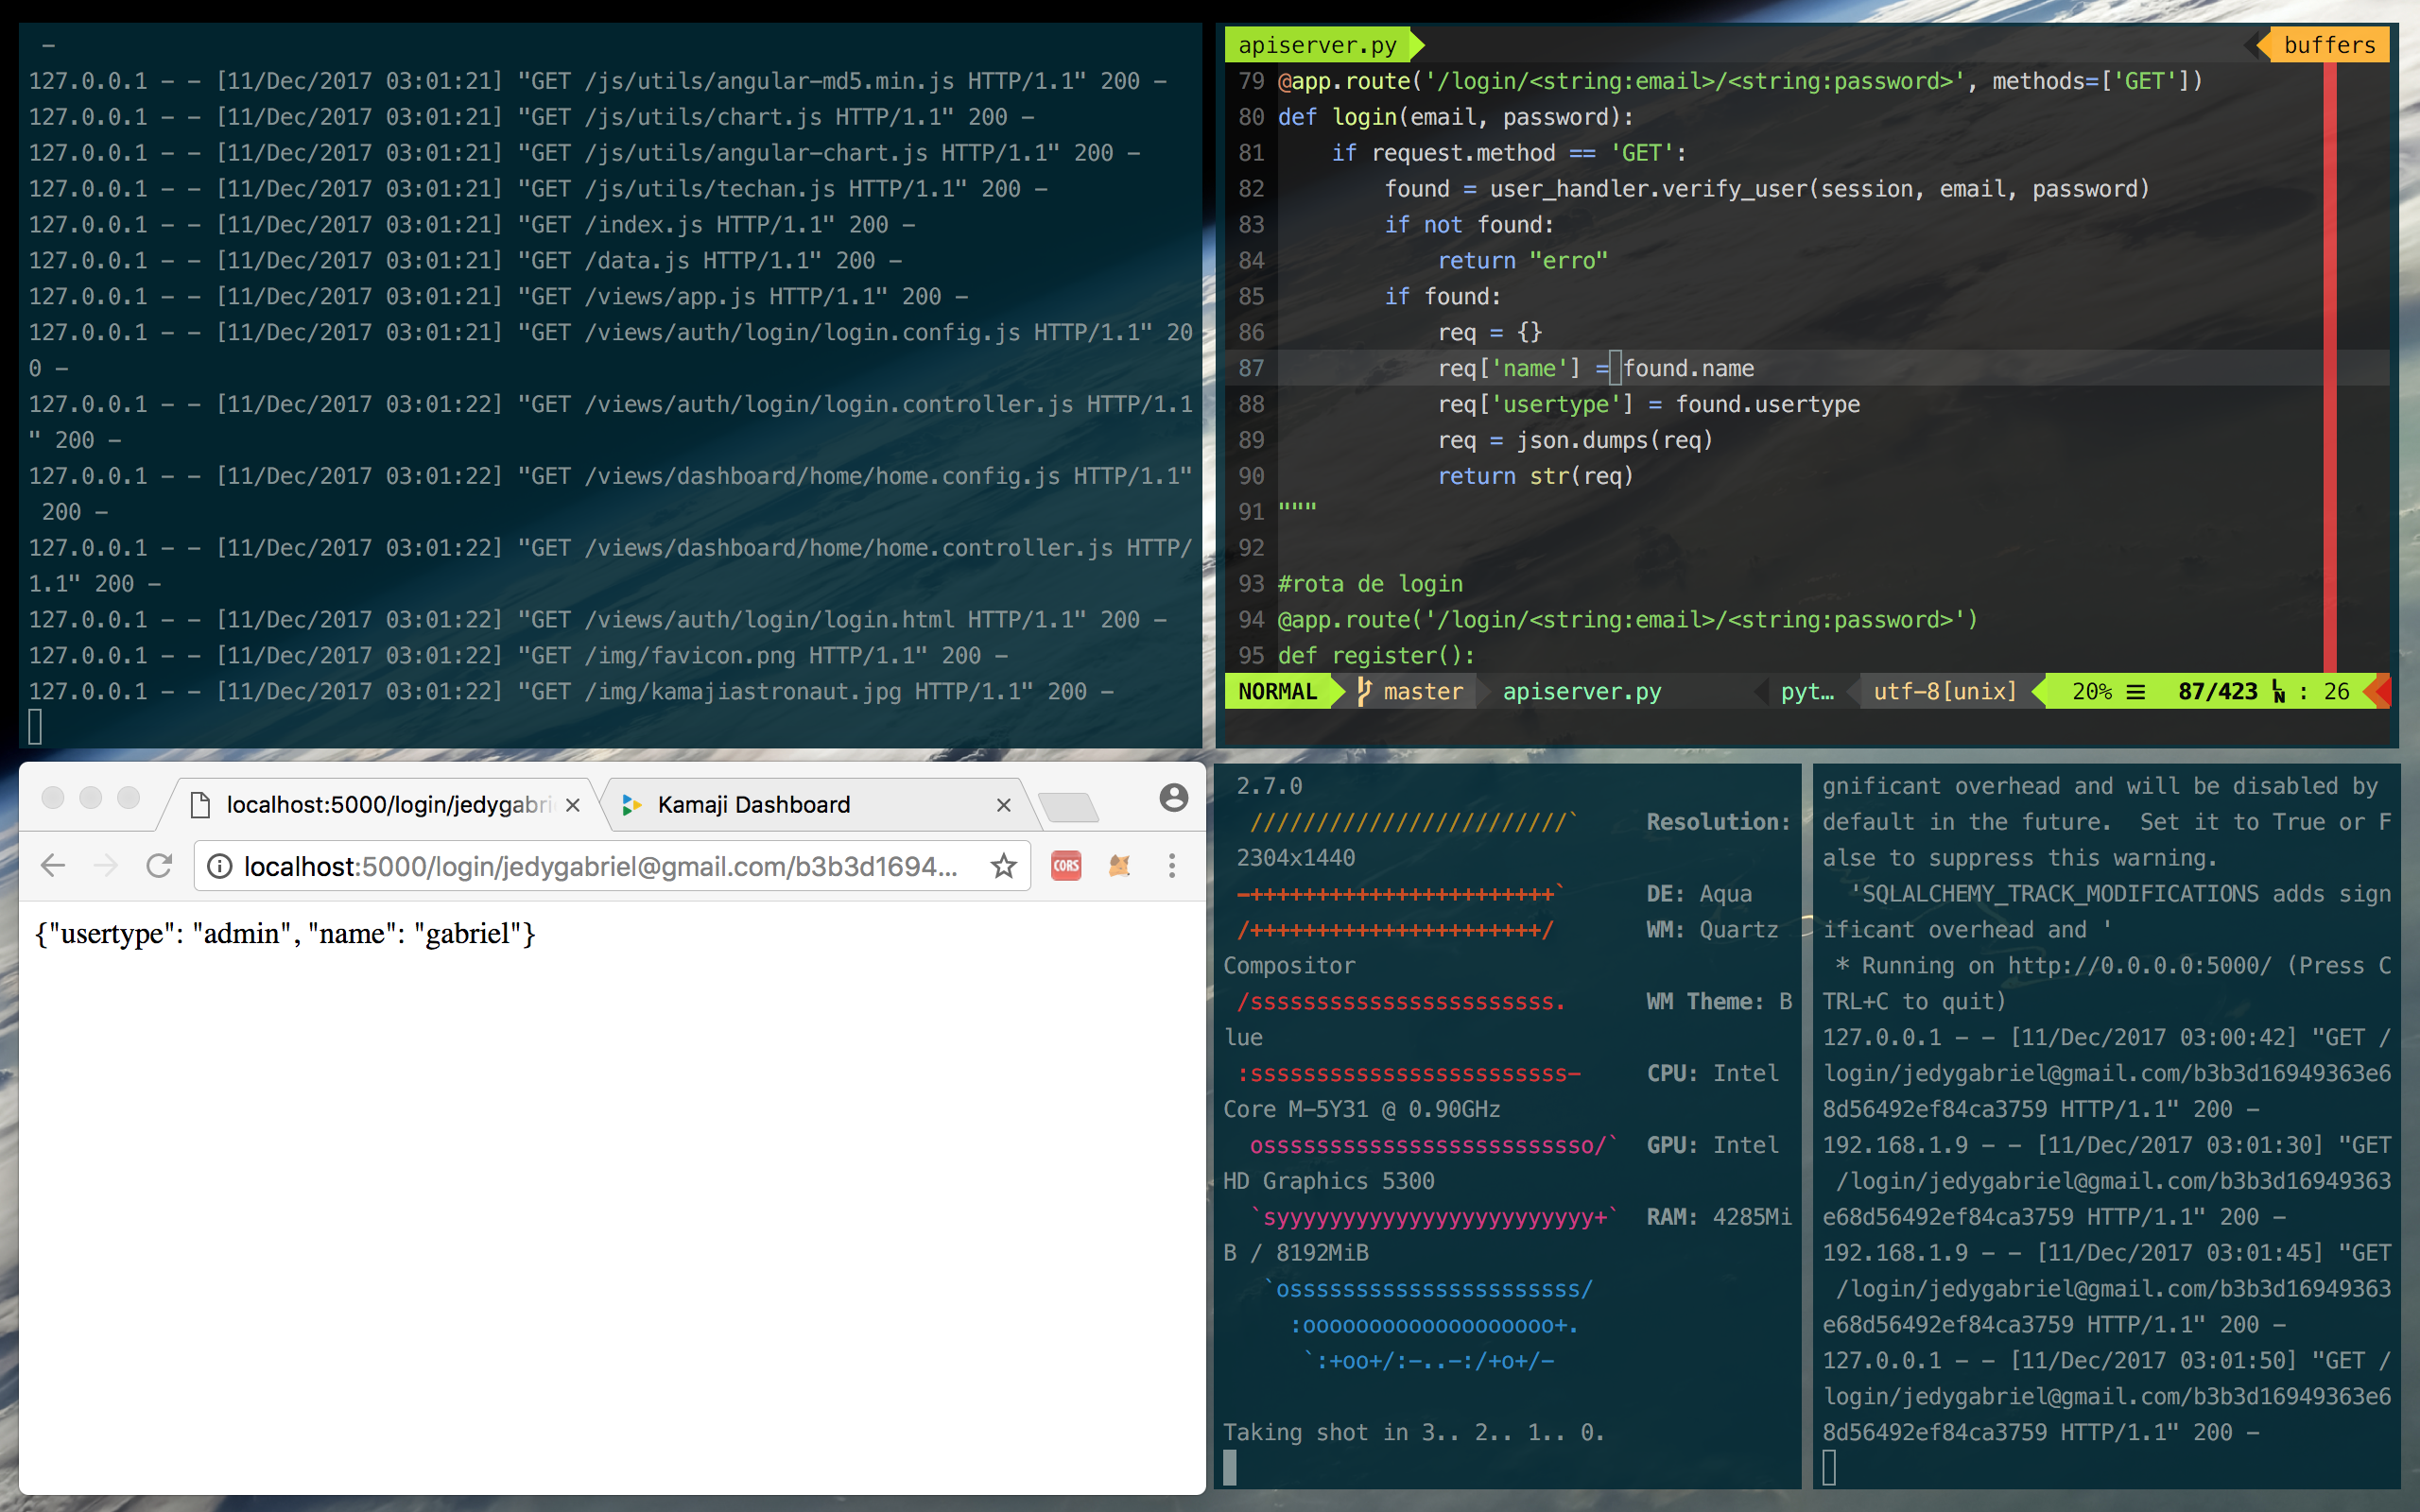 -
127.0.0.1 - - [11/Dec/2017 03:01:21] "GET /js/utils/angular-md5.min.js HTTP/1.1" 200 -
127.0.0.1 - - [11/Dec/2017 03:01:21] "GET /js/utils/chart.js HTTP/1.1" 200 -
127.0.0.1 - - [11/Dec/2017 03:01:21] "GET /js/utils/angular-chart.js HTTP/1.1" 200 -
127.0.0.1 - - [11/Dec/2017 03:01:21] "GET /js/utils/techan.js HTTP/1.1" 200 -
127.0.0.1 - - [11/Dec/2017 03:01:21] "GET /index.js HTTP/1.1" 200 -
127.0.0.1 - - [11/Dec/2017 03:01:21] "GET /data.js HTTP/1.1" 200 -
127.0.0.1 - - [11/Dec/2017 03:01:21] "GET /views/app.js HTTP/1.1" 200 -
127.0.0.1 - - [11/Dec/2017 03:01:21] "GET /views/auth/login/login.config.js HTTP/1.1" 20
0 -
127.0.0.1 - - [11/Dec/2017 03:01:22] "GET /views/auth/login/login.controller.js HTTP/1.1
" 200 -
127.0.0.1 - - [11/Dec/2017 03:01:22] "GET /views/dashboard/home/home.config.js HTTP/1.1"
200 -
127.0.0.1 - - [11/Dec/2017 03:01:22] "GET /views/dashboard/home/home.controller.js HTTP/
1.1" 200 -
127.0.0.1 - - [11/Dec/2017 03:01:22] "GET /views/auth/login/login.html HTTP/1.1" 200 -
127.0.0.1 - - [11/Dec/2017 03:01:22] "GET /img/favicon.png HTTP/1.1" 200 -
127.0.0.1 - - [11/Dec/2017 03:01:22] "GET /img/kamajiastronaut.jpg HTTP/1.1" 200 -
apiserver.py buffers
79 @app.route('/login/<string:email>/<string:password>', methods=['GET'])
80 def login(email, password):
81     if request.method == 'GET':
82         found = user_handler.verify_user(session, email, password)
83         if not found:
84             return "erro"
85         if found:
86             req = {}
87             req['name'] = found.name
88             req['usertype'] = found.usertype
89             req = json.dumps(req)
90             return str(req)
91 """
92
93 #rota de login
94 @app.route('/login/<string:email>/<string:password>')
95 def register():
NORMAL master apiserver.py pyt… utf-8[unix] 20% ☰ 87/423 LN : 26
localhost:5000/login/jedygabri × Kamaji Dashboard ×
localhost:5000/login/jedygabriel@gmail.com/b3b3d1694... CORS
{"usertype": "admin", "name": "gabriel"}
2.7.0
////////////////////////` Resolution:
2304x1440
-+++++++++++++++++++++++` DE: Aqua
/++++++++++++++++++++++/ WM: Quartz
Compositor
/sssssssssssssssssssssss. WM Theme: B
lue
:ssssssssssssssssssssssss- CPU: Intel
Core M-5Y31 @ 0.90GHz
osssssssssssssssssssssssso/` GPU: Intel
HD Graphics 5300
`syyyyyyyyyyyyyyyyyyyyyyyy+` RAM: 4285Mi
B / 8192MiB
`ossssssssssssssssssssss/
:ooooooooooooooooooo+.
`:+oo+/:-..-:/+o+/-
Taking shot in 3.. 2.. 1.. 0.
gnificant overhead and will be disabled by
default in the future.  Set it to True or F
alse to suppress this warning.
'SQLALCHEMY_TRACK_MODIFICATIONS adds sign
ificant overhead and '
* Running on http://0.0.0.0:5000/ (Press C
TRL+C to quit)
127.0.0.1 - - [11/Dec/2017 03:00:42] "GET /
login/jedygabriel@gmail.com/b3b3d16949363e6
8d56492ef84ca3759 HTTP/1.1" 200 -
192.168.1.9 - - [11/Dec/2017 03:01:30] "GET
/login/jedygabriel@gmail.com/b3b3d16949363
e68d56492ef84ca3759 HTTP/1.1" 200 -
192.168.1.9 - - [11/Dec/2017 03:01:45] "GET
/login/jedygabriel@gmail.com/b3b3d16949363
e68d56492ef84ca3759 HTTP/1.1" 200 -
127.0.0.1 - - [11/Dec/2017 03:01:50] "GET /
login/jedygabriel@gmail.com/b3b3d16949363e6
8d56492ef84ca3759 HTTP/1.1" 200 -